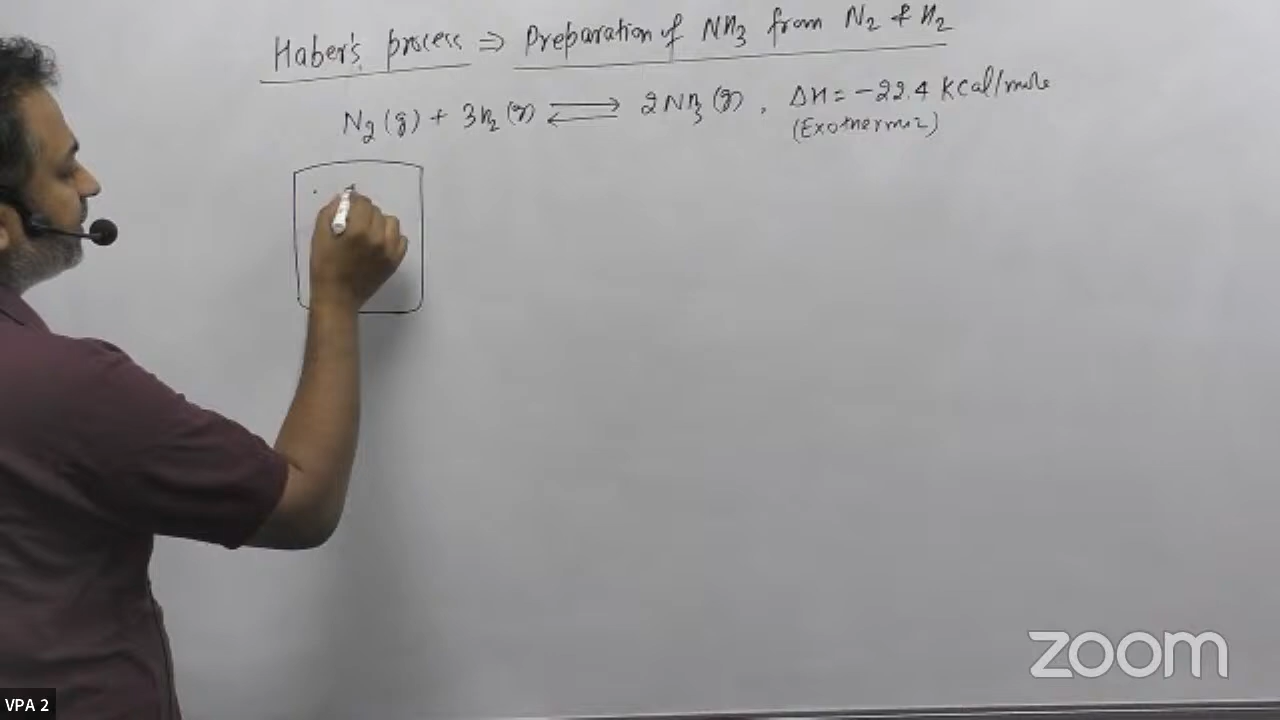 Haber's process ⇒ Preparation of NH3 from N2 & H2
N2(g) + 3H2(g) ⇌ 2NH3(g), ΔH = -22.4 Kcal/mole
(Exothermic)
zoom
VPA 2